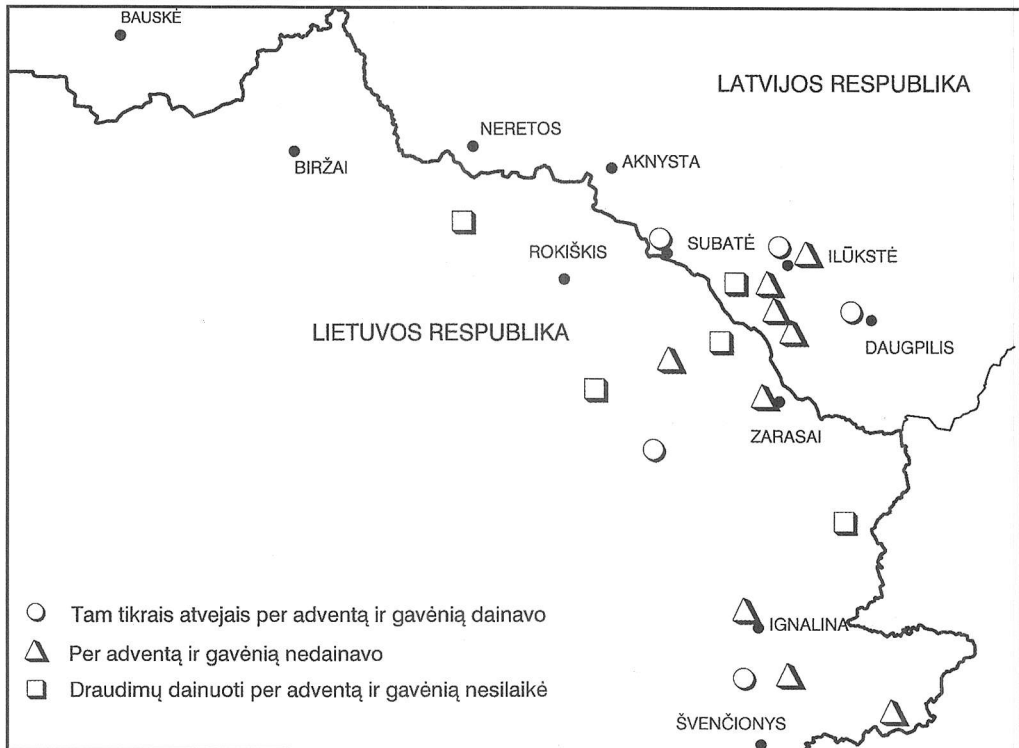 BAUSKĖ
LATVIJOS RESPUBLIKA
NERETOS
BIRŽAI
AKNYSTA
ROKIŠKIS
SUBATĖ
ILŪKSTĖ
LIETUVOS RESPUBLIKA
DAUGPILIS
ZARASAI
Tam tikrais atvejais per adventą ir gavėnią dainavo
IGNALINA
Per adventą ir gavėnią nedainavo
Draudimų dainuoti per adventą ir gavėnią nesilaikė
ŠVENČIONYS